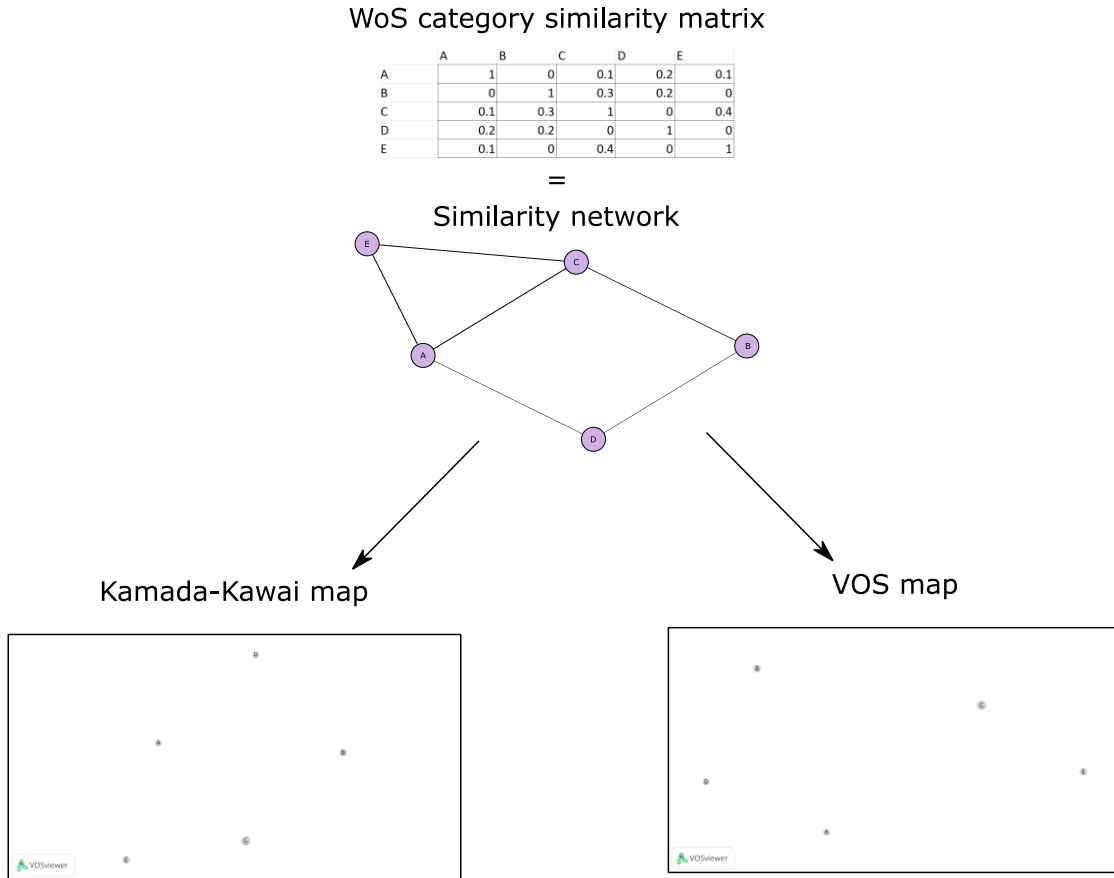 WoS category similarity matrix
A B C D E
A 1 0 0.1 0.2 0.1
B 0 1 0.3 0.2 0
C 0.1 0.3 1 0 0.4
D 0.2 0.2 0 1 0
E 0.1 0 0.4 0 1
=
Similarity network
E
C
B
A
D
Kamada-Kawai map
VOS map
D
A
B
C
E
VOSviewer
B
C
E
D
A
VOSviewer